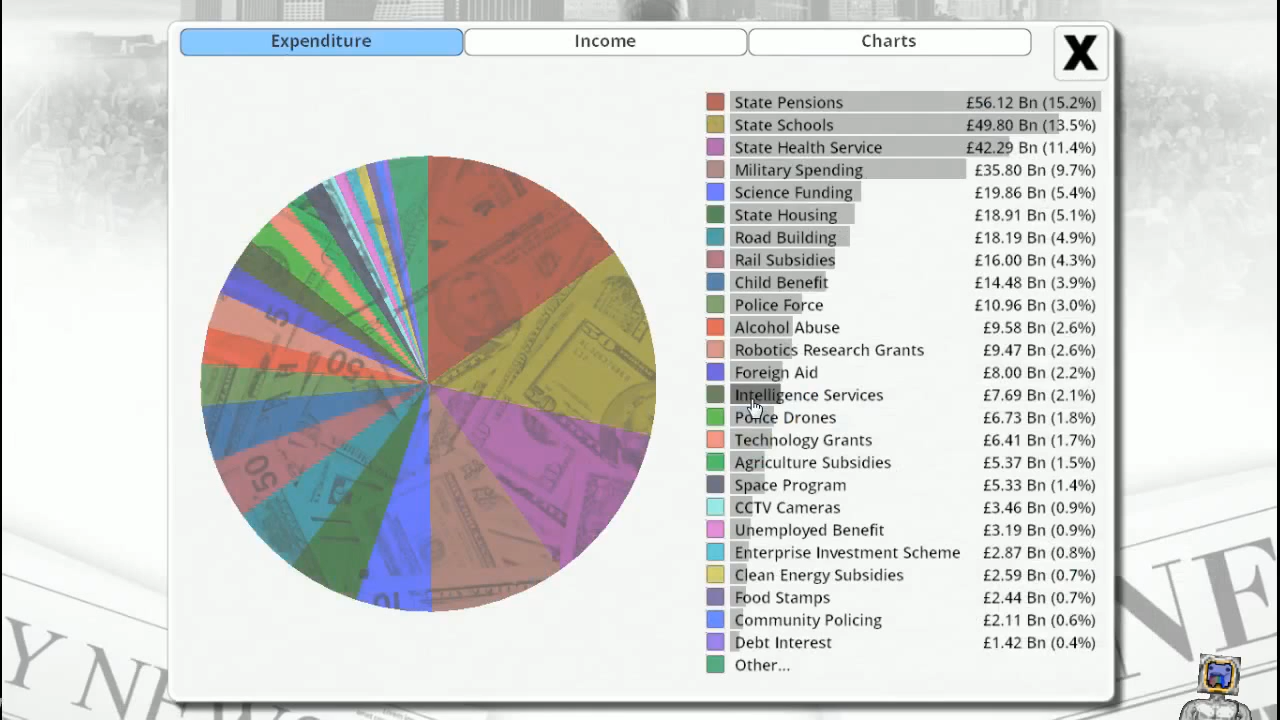 Expenditure
Income
Charts
X
State Pensions £56.12 Bn (15.2%)
State Schools £49.80 Bn (13.5%)
State Health Service £42.29 Bn (11.4%)
Military Spending £35.80 Bn (9.7%)
Science Funding £19.86 Bn (5.4%)
State Housing £18.91 Bn (5.1%)
Road Building £18.19 Bn (4.9%)
Rail Subsidies £16.00 Bn (4.3%)
Child Benefit £14.48 Bn (3.9%)
Police Force £10.96 Bn (3.0%)
Alcohol Abuse £9.58 Bn (2.6%)
Robotics Research Grants £9.47 Bn (2.6%)
Foreign Aid £8.00 Bn (2.2%)
Intelligence Services £7.69 Bn (2.1%)
Police Drones £6.73 Bn (1.8%)
Technology Grants £6.41 Bn (1.7%)
Agriculture Subsidies £5.37 Bn (1.5%)
Space Program £5.33 Bn (1.4%)
CCTV Cameras £3.46 Bn (0.9%)
Unemployed Benefit £3.19 Bn (0.9%)
Enterprise Investment Scheme £2.87 Bn (0.8%)
Clean Energy Subsidies £2.59 Bn (0.7%)
Food Stamps £2.44 Bn (0.7%)
Community Policing £2.11 Bn (0.6%)
Debt Interest £1.42 Bn (0.4%)
Other...
50
50
Y NEWS
NE